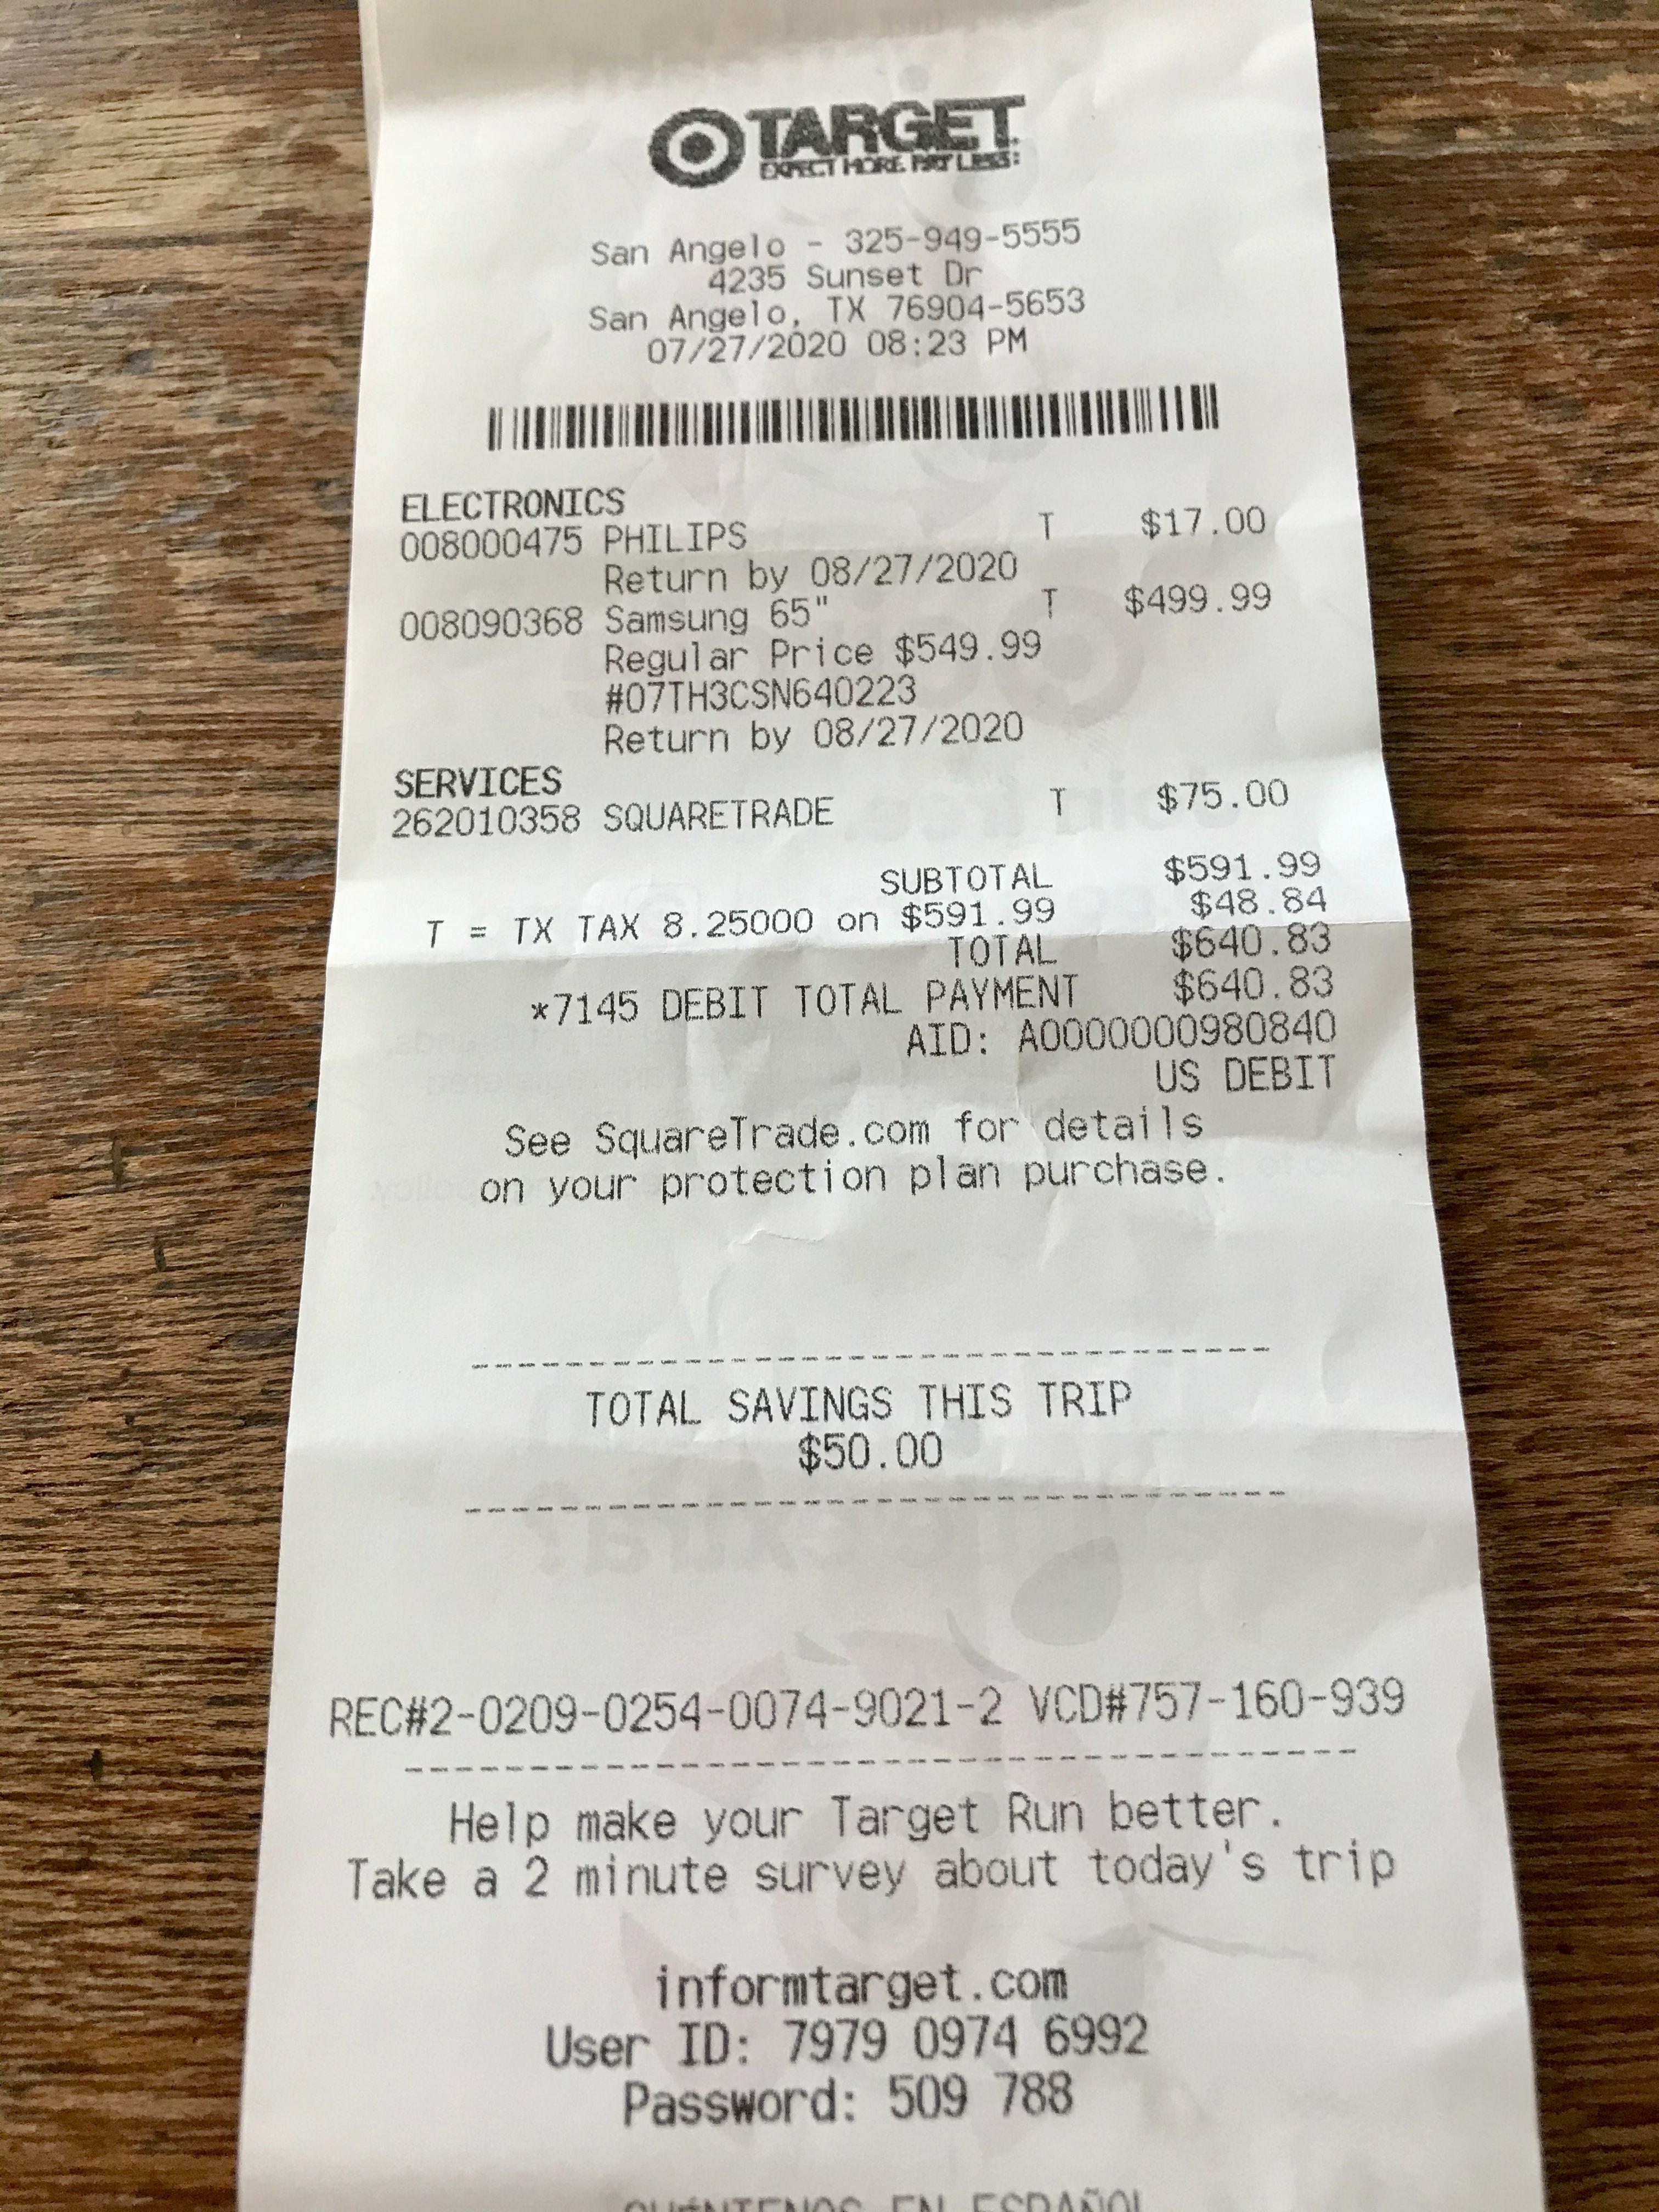 TARGET
EXPECT MORE. PAY LESS.
San Angelo - 325-949-5555
4235 Sunset Dr
San Angelo, TX 76904-5653
07/27/2020 08:23 PM
ELECTRONICS
008000475 PHILIPS T $17.00
Return by 08/27/2020
008090368 Samsung 65" T $499.99
Regular Price $549.99
#07TH3CSN640223
Return by 08/27/2020
SERVICES
262010358 SQUARETRADE T $75.00
SUBTOTAL $591.99
T = TX TAX 8.25000 on $591.99 $48.84
TOTAL $640.83
*7145 DEBIT TOTAL PAYMENT $640.83
AID: A0000000980840
US DEBIT
See SquareTrade.com for details
on your protection plan purchase.
TOTAL SAVINGS THIS TRIP
$50.00
REC#2-0209-0254-0074-9021-2 VCD#757-160-939
Help make your Target Run better.
Take a 2 minute survey about today's trip
informtarget.com
User ID: 7979 0974 6992
Password: 509 788
CUÉNTENOS EN ESPAÑOL